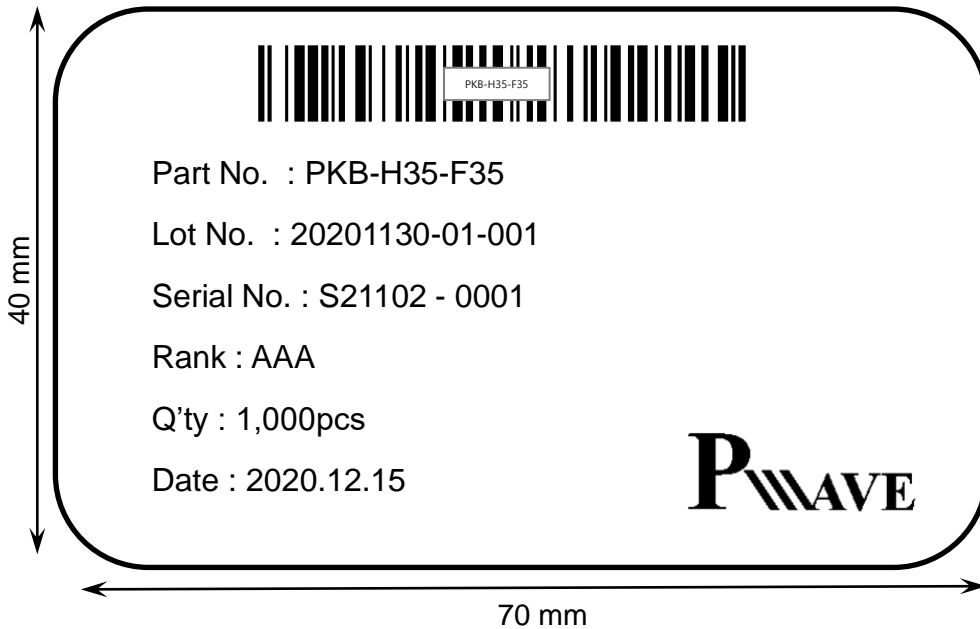 PKB-H35-F35
Part No.  : PKB-H35-F35
Lot No.  : 20201130-01-001
Serial No. : S21102 - 0001
Rank : AAA
Q’ty : 1,000pcs
Date : 2020.12.15
PWAVE
40 mm
70 mm